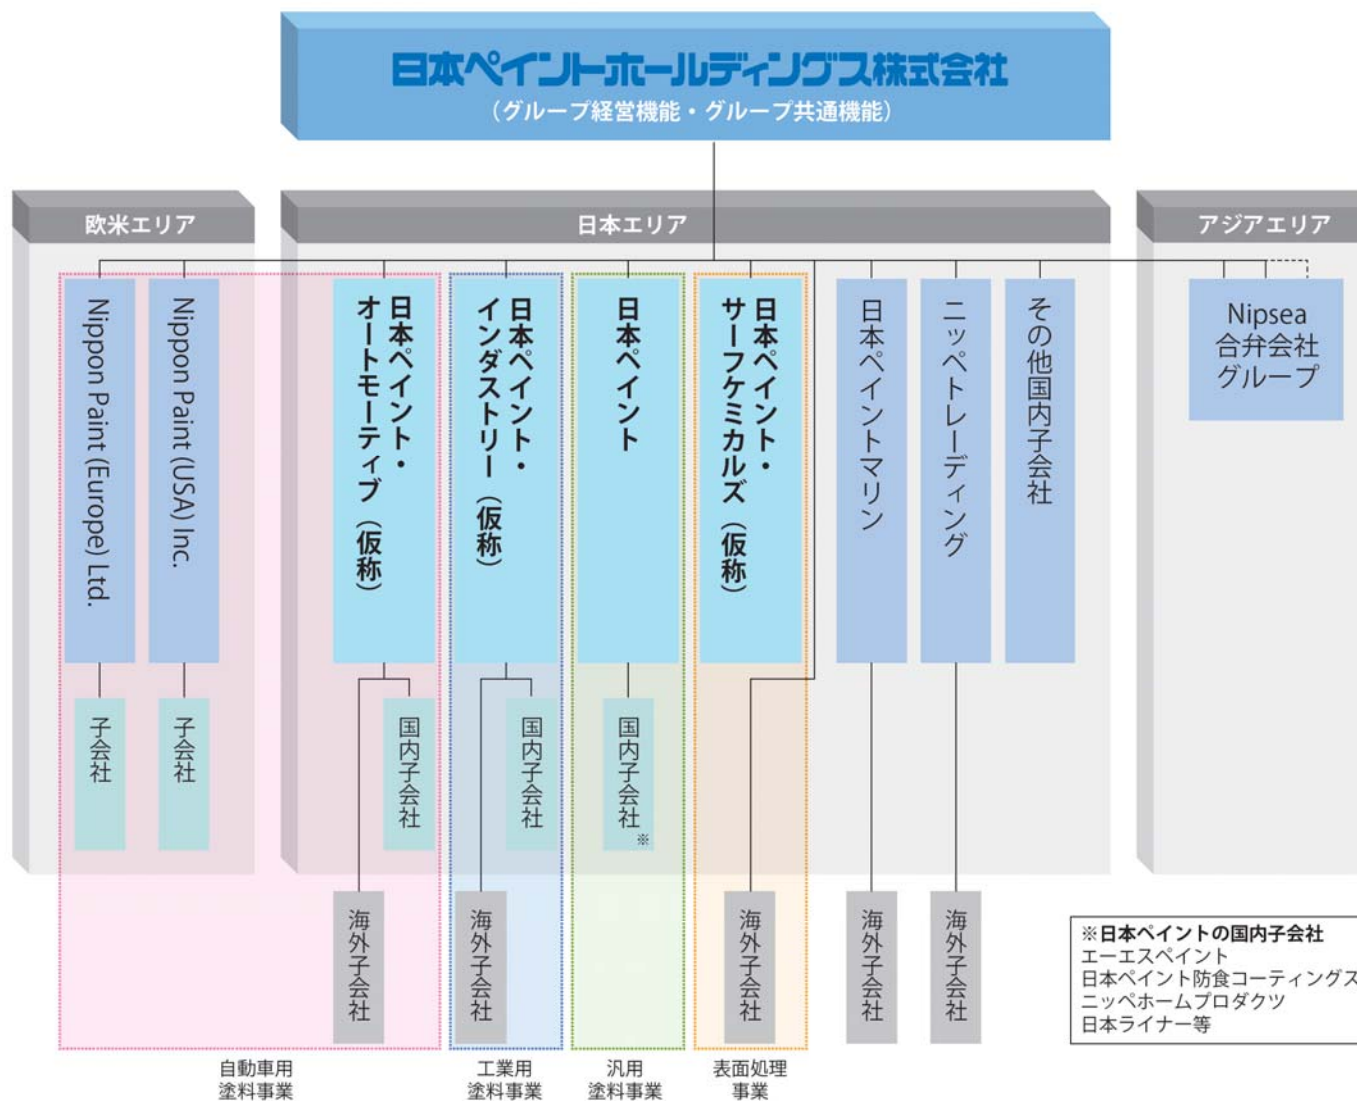 日本ペイントホールディングス株式会社
（グループ経営機能・グループ共通機能）
欧米エリア
日本エリア
アジアエリア
Nippon Paint (Europe) Ltd.
Nippon Paint (USA) Inc.
日本ペイント・
オートモーティブ（仮称）
日本ペイント・
インダストリー（仮称）
日本ペイント
日本ペイント・
サーフケミカルズ（仮称）
日本ペイントマリン
ニッペトレーディング
その他国内子会社
Nipsea
合弁会社
グループ
子会社
子会社
国内子会社
国内子会社
国内子会社
※
海外子会社
海外子会社
海外子会社
海外子会社
海外子会社
※日本ペイントの国内子会社
エーエスペイント
日本ペイント防食コーティングス
ニッペホームプロダクツ
日本ライナー等
自動車用
塗料事業
工業用
塗料事業
汎用
塗料事業
表面処理
事業